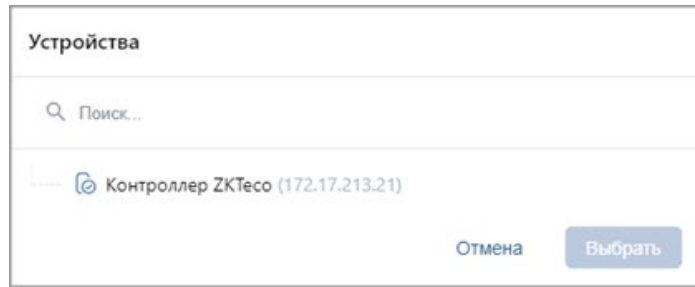 Устройства
Поиск...
Контроллер ZKTeco (172.17.213.21)
Отмена Выбрать